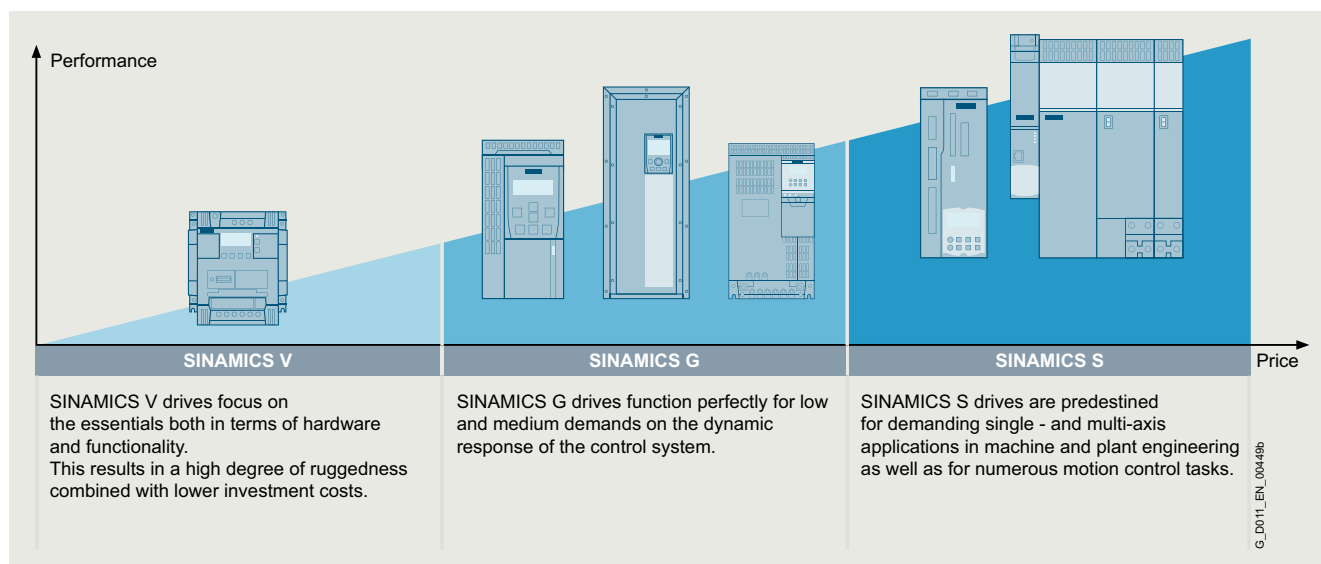 Performance
SINAMICS V
SINAMICS G
SINAMICS S
Price
SINAMICS V drives focus on
the essentials both in terms of hardware
and functionality.
This results in a high degree of ruggedness
combined with lower investment costs.
SINAMICS G drives function perfectly for low
and medium demands on the dynamic
response of the control system.
SINAMICS S drives are predestined
for demanding single - and multi-axis
applications in machine and plant engineering
as well as for numerous motion control tasks.
G_D011_EN_00449b